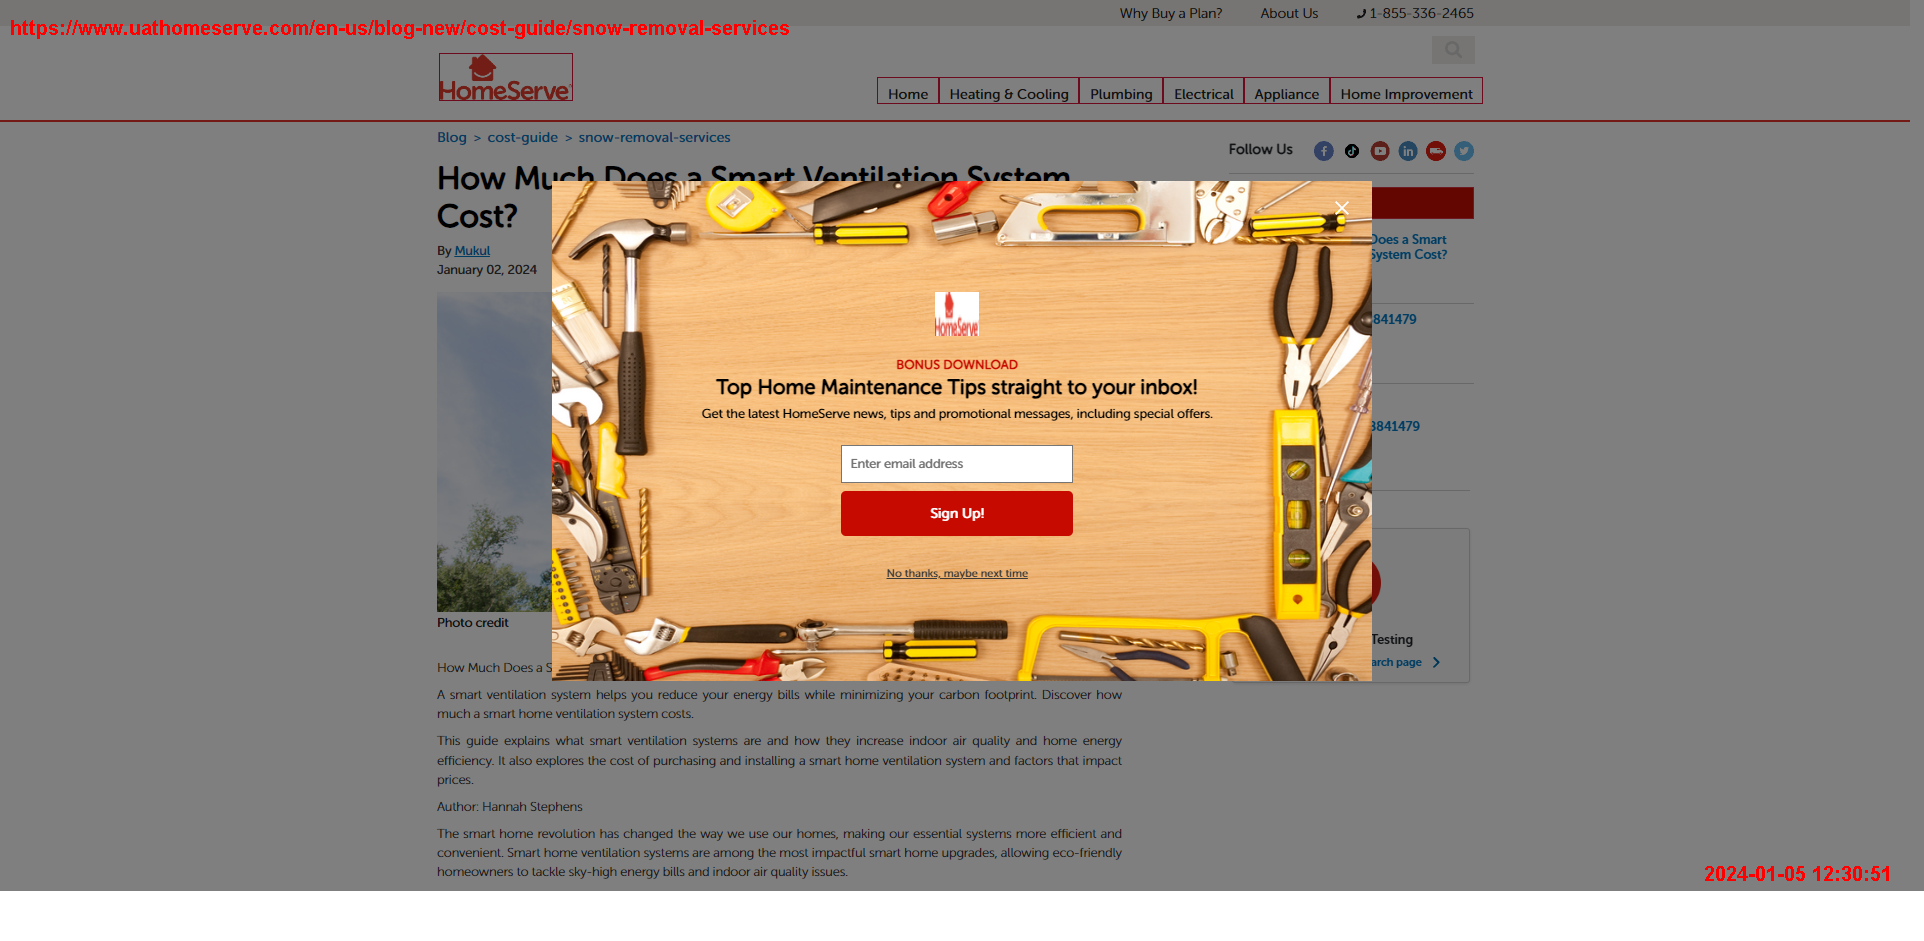 Why Buy a Plan? About Us 1-855-336-2465
https://www.uathomeserve.com/en-us/blog-new/cost-guide/snow-removal-services
HomeServe
Home Heating & Cooling Plumbing Electrical Appliance Home Improvement
Blog > cost-guide > snow-removal-services
Follow Us
How Much Does a Smart Ventilation System
Cost?
By Mukul
January 02, 2024
Does a Smart
System Cost?
3841479
3841479
HomeServe
BONUS DOWNLOAD
Top Home Maintenance Tips straight to your inbox!
Get the latest HomeServe news, tips and promotional messages, including special offers.
Enter email address
Sign Up!
No thanks, maybe next time
Photo credit
Testing
arch page
How Much Does a S
A smart ventilation system helps you reduce your energy bills while minimizing your carbon footprint. Discover how
much a smart home ventilation system costs.
This guide explains what smart ventilation systems are and how they increase indoor air quality and home energy
efficiency. It also explores the cost of purchasing and installing a smart home ventilation system and factors that impact
prices.
Author: Hannah Stephens
The smart home revolution has changed the way we use our homes, making our essential systems more efficient and
convenient. Smart home ventilation systems are among the most impactful smart home upgrades, allowing eco-friendly
homeowners to tackle sky-high energy bills and indoor air quality issues.
2024-01-05 12:30:51